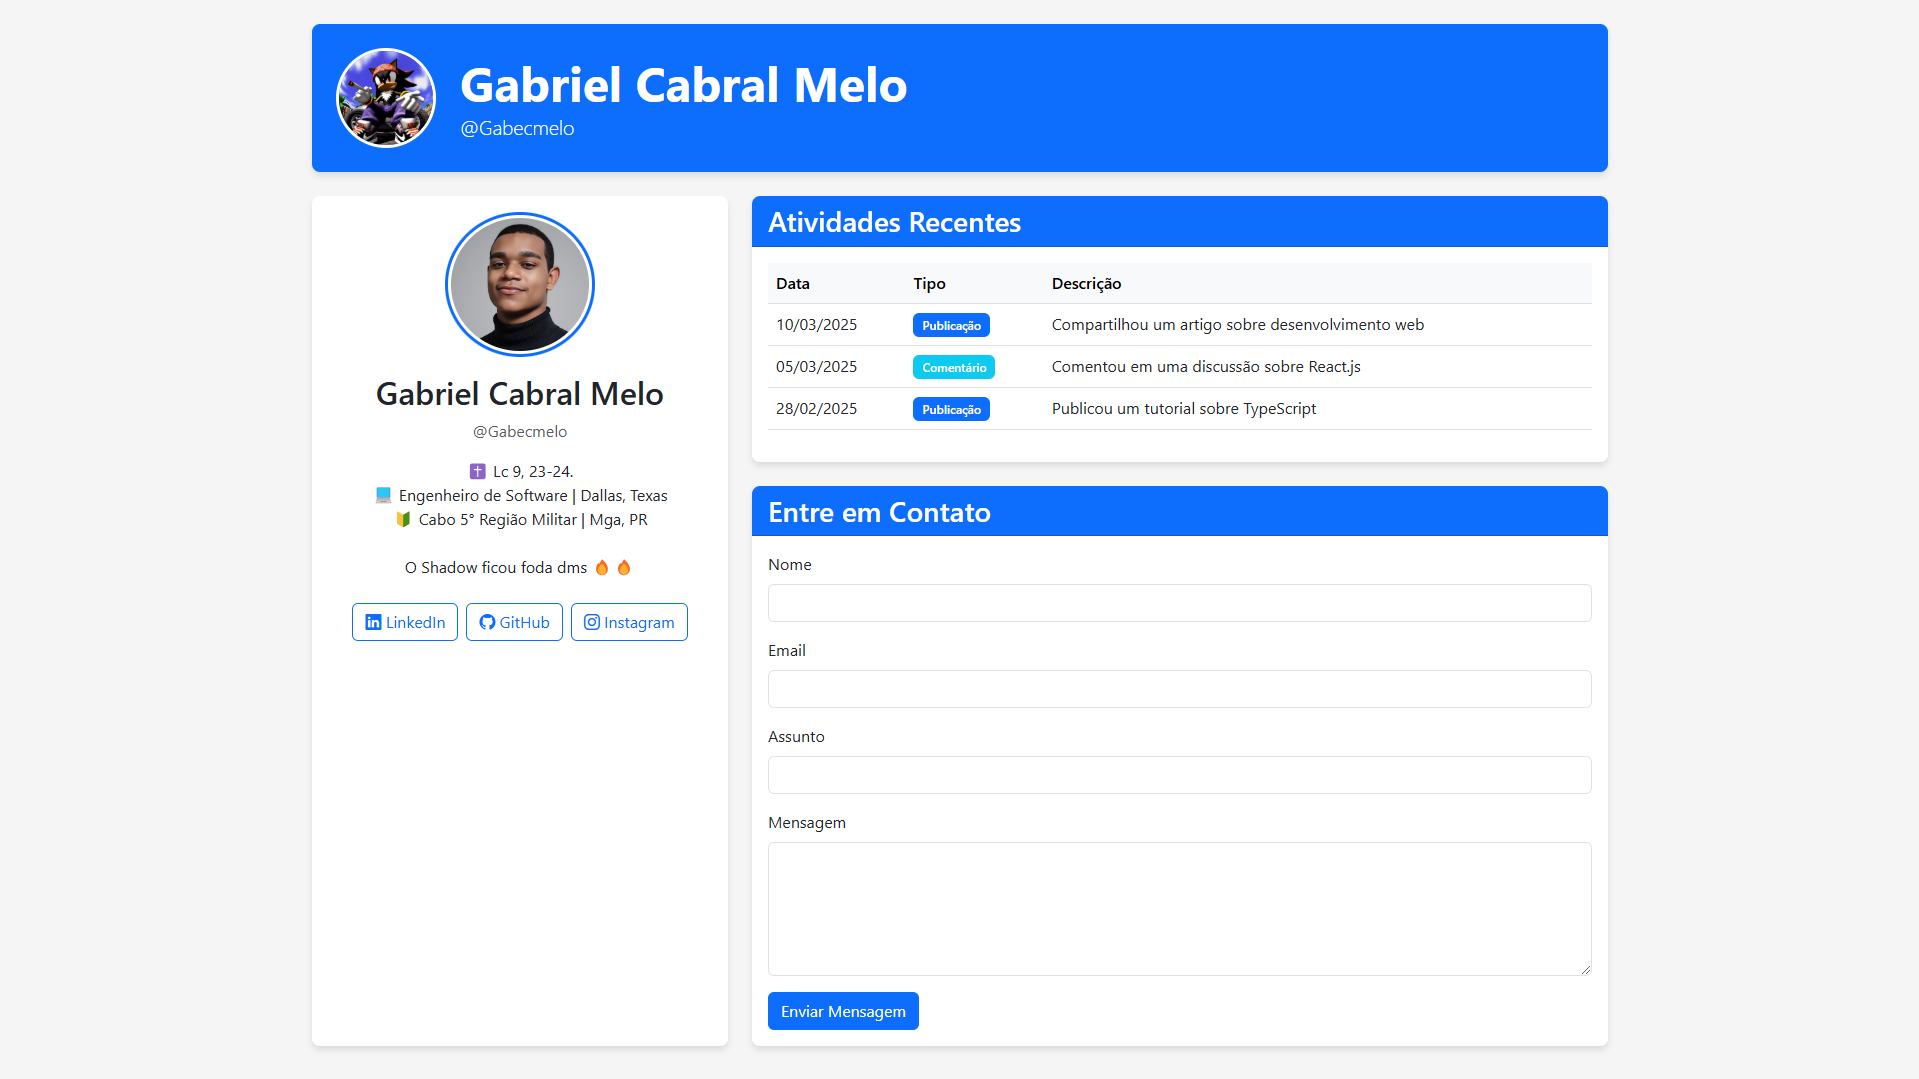 Gabriel Cabral Melo
@Gabecmelo
Gabriel Cabral Melo
@Gabecmelo
✝️ Lc 9, 23-24.
💻 Engenheiro de Software | Dallas, Texas
🔰 Cabo 5° Região Militar | Mga, PR
O Shadow ficou foda dms 🔥 🔥
LinkedIn GitHub Instagram
Atividades Recentes
Data Tipo Descrição
10/03/2025 Publicação Compartilhou um artigo sobre desenvolvimento web
05/03/2025 Comentário Comentou em uma discussão sobre React.js
28/02/2025 Publicação Publicou um tutorial sobre TypeScript
Entre em Contato
Nome
Email
Assunto
Mensagem
Enviar Mensagem